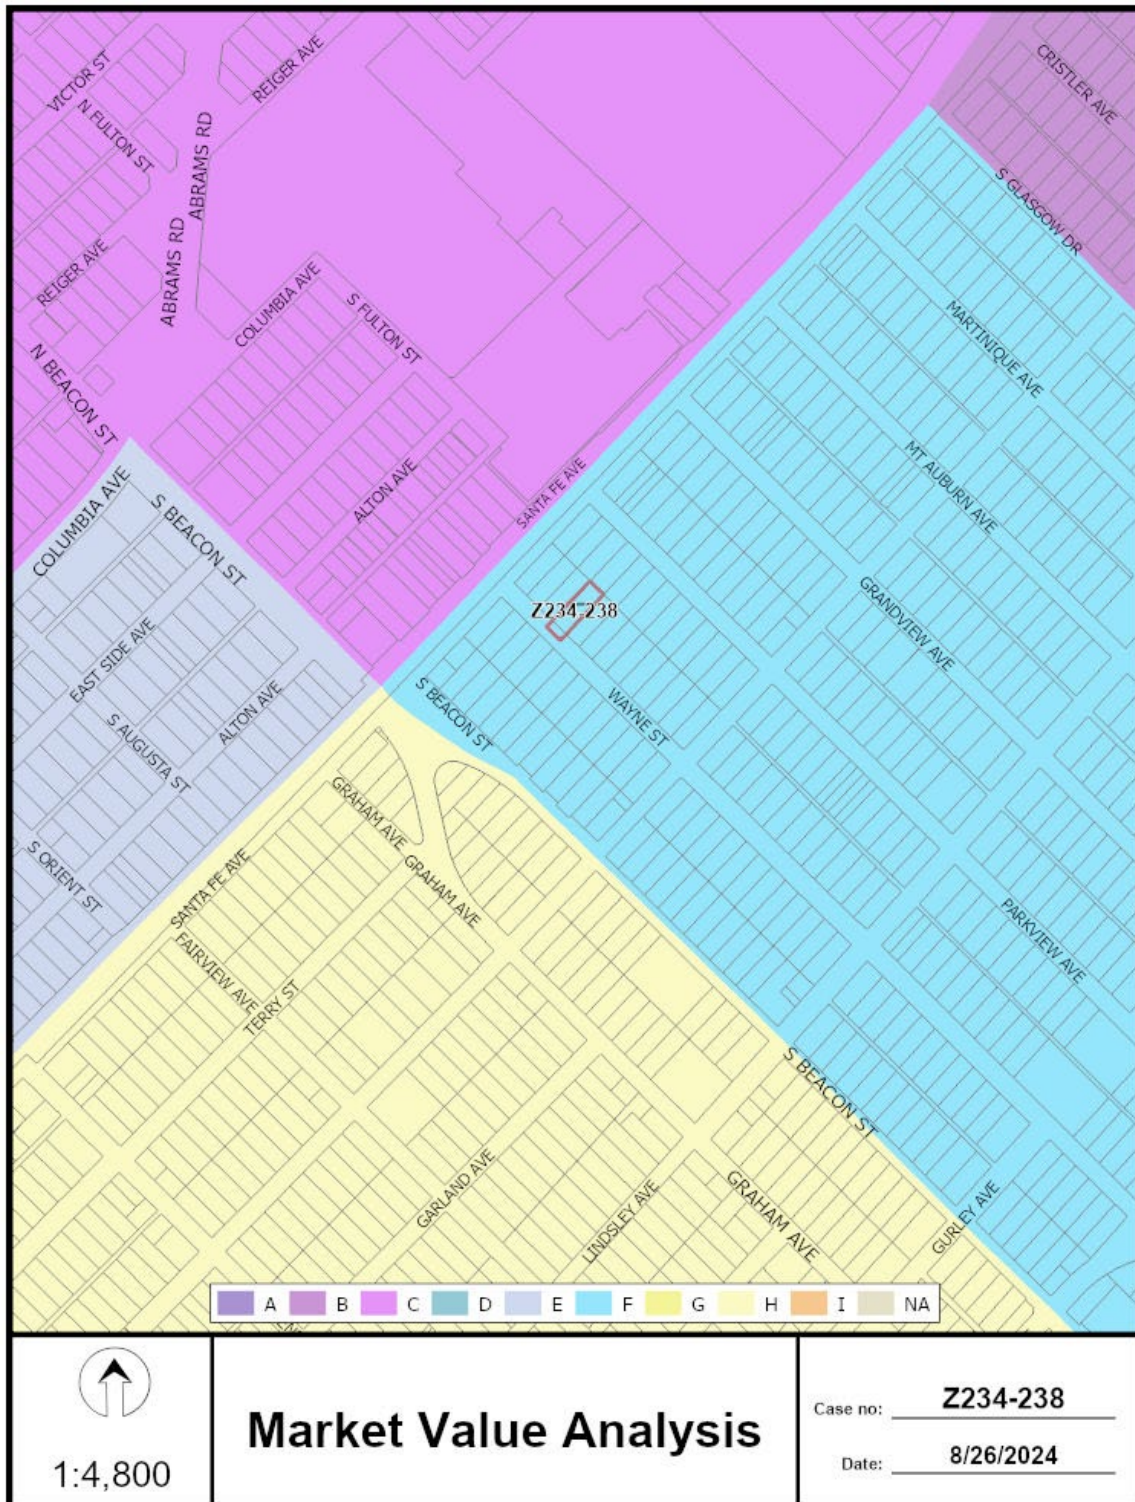 CRISTLER AVE
VICTOR ST
REIGER AVE
N FULTON ST
ABRAMS RD
S GLASGOW DR
ABRAMS RD
REIGER AVE
COLUMBIA AVE
S FULTON ST
MARTINIQUE AVE
N BEACON ST
MT AUBURN AVE
ALTON AVE
SANTA FE AVE
COLUMBIA AVE
S BEACON ST
Z234-238
GRANDVIEW AVE
EAST SIDE AVE
ALTON AVE
S BEACON ST
WAYNE ST
S AUGUSTA ST
GRAHAM AVE
S ORIENT ST
SANTA FE AVE
GRAHAM AVE
PARKVIEW AVE
FAIRVIEW AVE
TERRY ST
S BEACON ST
GARLAND AVE
LINDSLEY AVE
GRAHAM AVE
GURLEY AVE
A B C D E F G H I NA
1:4,800
Market Value Analysis
Case no: Z234-238
Date: 8/26/2024